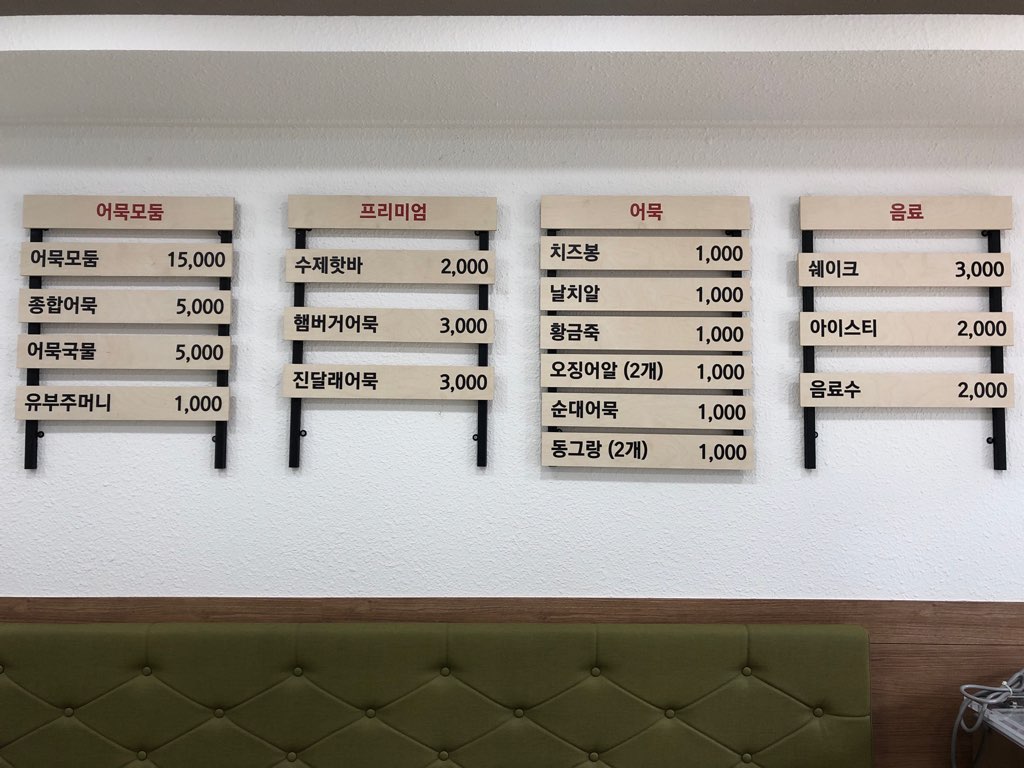 어묵모둠
어묵모둠 15,000
종합어묵 5,000
어묵국물 5,000
유부주머니 1,000
프리미엄
수제핫바 2,000
햄버거어묵 3,000
진달래어묵 3,000
어묵
치즈봉 1,000
날치알 1,000
황금죽 1,000
오징어알 (2개) 1,000
순대어묵 1,000
동그랑 (2개) 1,000
음료
쉐이크 3,000
아이스티 2,000
음료수 2,000